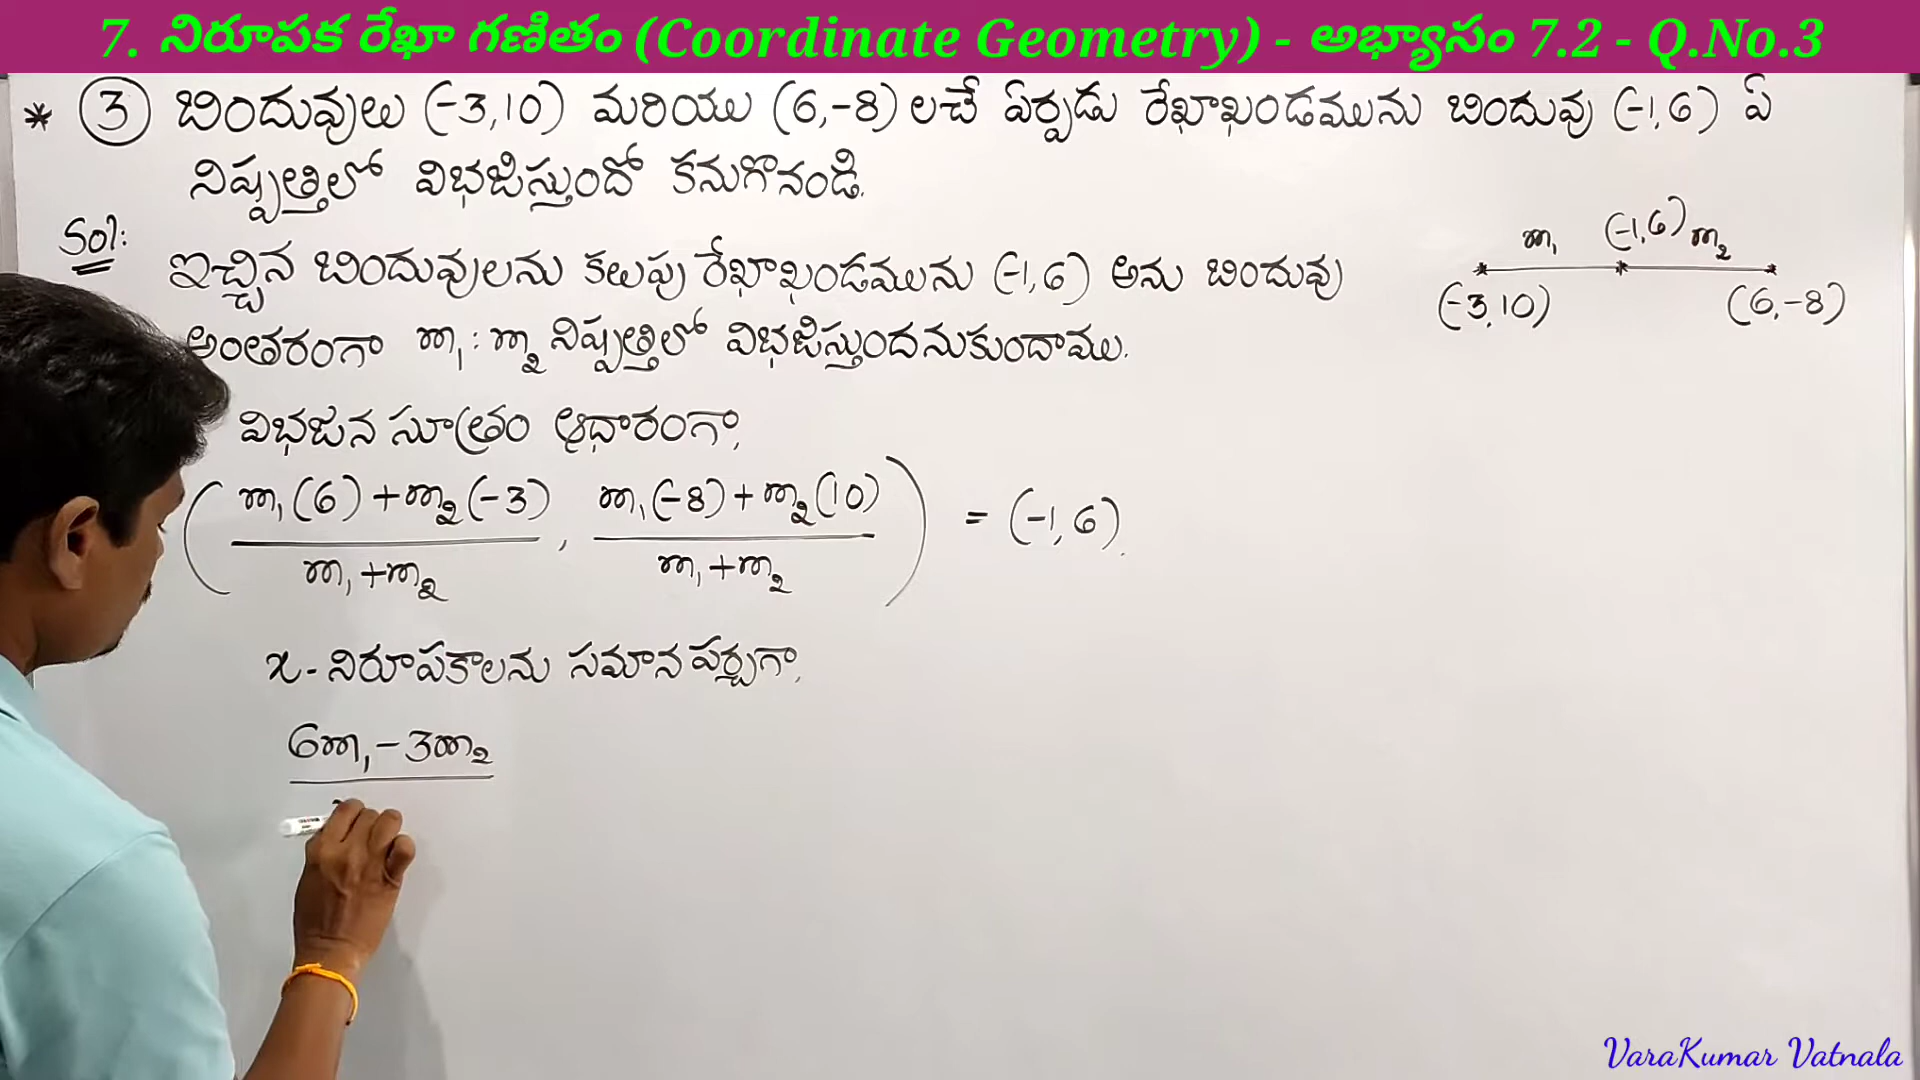 7. నిరూపక రేఖా గణితం (Coordinate Geometry) - అభ్యాసం 7.2 - Q.No.3
* ③ బిందువులు (-3,10) మరియు (6,-8) లచే ఏర్పడు రేఖాఖండమును బిందువు (-1,6) ఏ
నిష్పత్తిలో విభజిస్తుందో కనుగొనండి.
Sol:
ఇచ్చిన బిందువులను కలుపు రేఖాఖండమును (-1,6) అను బిందువు
అంతరంగా m₁ : m₂ నిష్పత్తిలో విభజిస్తుందనుకుందాము.
m₁ (-1,6) m₂
(-3,10) (6,-8)
విభజన సూత్రం ఆధారంగా,
( m₁(6)+m₂(-3) / m₁+m₂ , m₁(-8)+m₂(10) / m₁+m₂ ) = (-1,6).
x - నిరూపకాలను సమానపర్చగా,
6m₁-3m₂
VaraKumar Vatnala